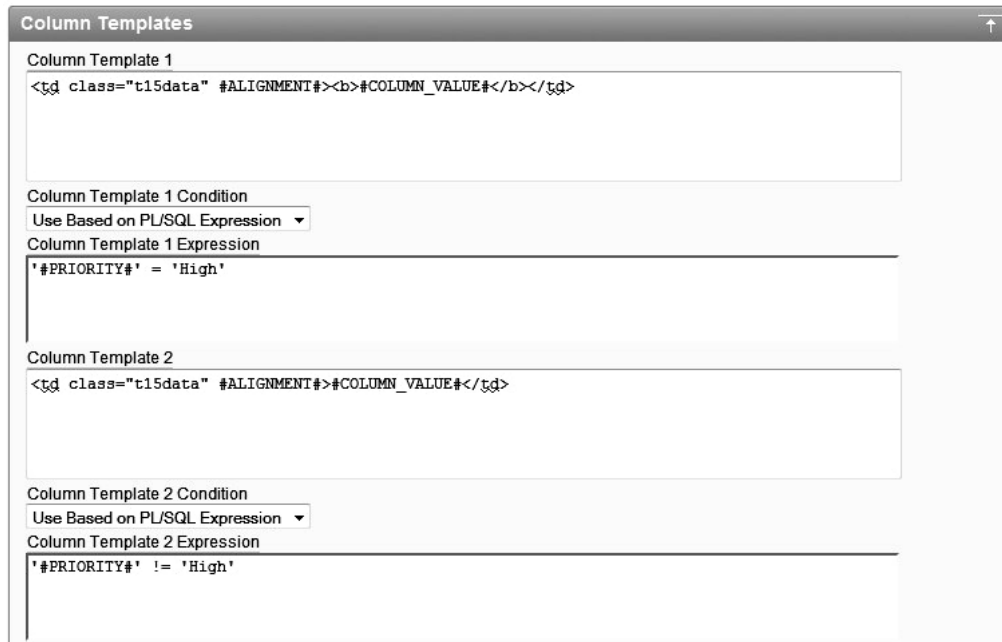 Column Templates
Column Template 1
<td class="t15data" #ALIGNMENT#><b>#COLUMN_VALUE#</b></td>
Column Template 1 Condition
Use Based on PL/SQL Expression
Column Template 1 Expression
'#PRIORITY#' = 'High'
Column Template 2
<td class="t15data" #ALIGNMENT#>#COLUMN_VALUE#</td>
Column Template 2 Condition
Use Based on PL/SQL Expression
Column Template 2 Expression
'#PRIORITY#' != 'High'